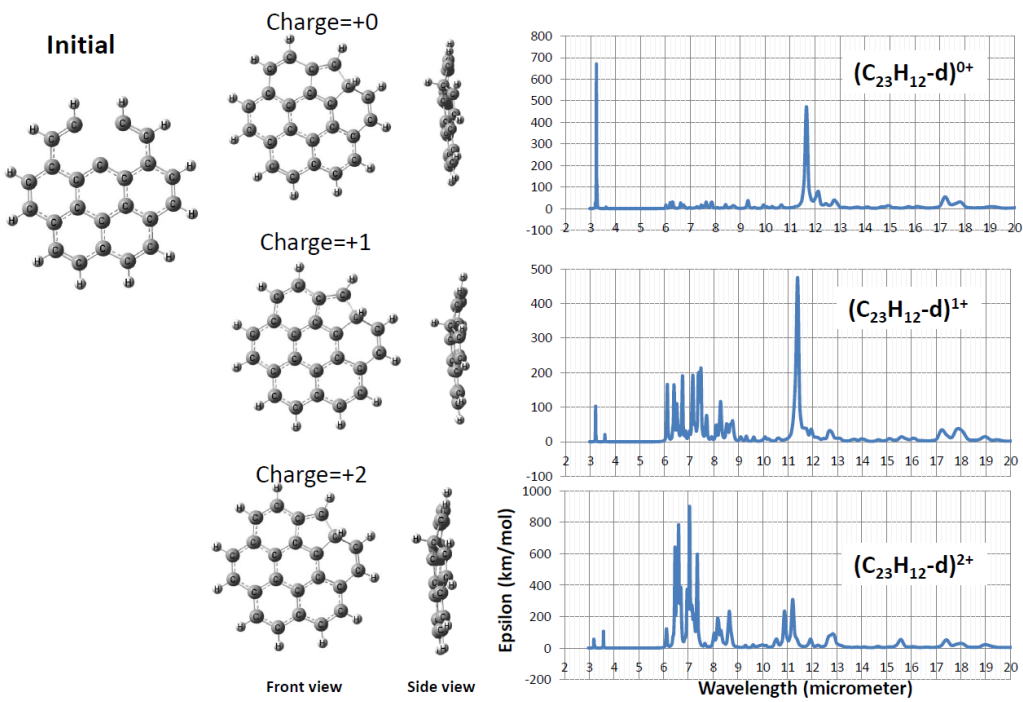 Initial
Charge=+0
Charge=+1
Charge=+2
Front view
Side view
(C₂₃H₁₂-d)⁰⁺
800
700
600
500
400
300
200
100
0
-100
2 3 4 5 6 7 8 9 10 11 12 13 14 15 16 17 18 19 20
(C₂₃H₁₂-d)¹⁺
500
400
300
200
100
0
-100
2 3 4 5 6 7 8 9 10 11 12 13 14 15 16 17 18 19 20
(C₂₃H₁₂-d)²⁺
Epsilon (km/mol)
1000
800
600
400
200
0
-200
2 3 4 5 6 7 8 9 10 11 12 13 14 15 16 17 18 19 20
Wavelength (micrometer)